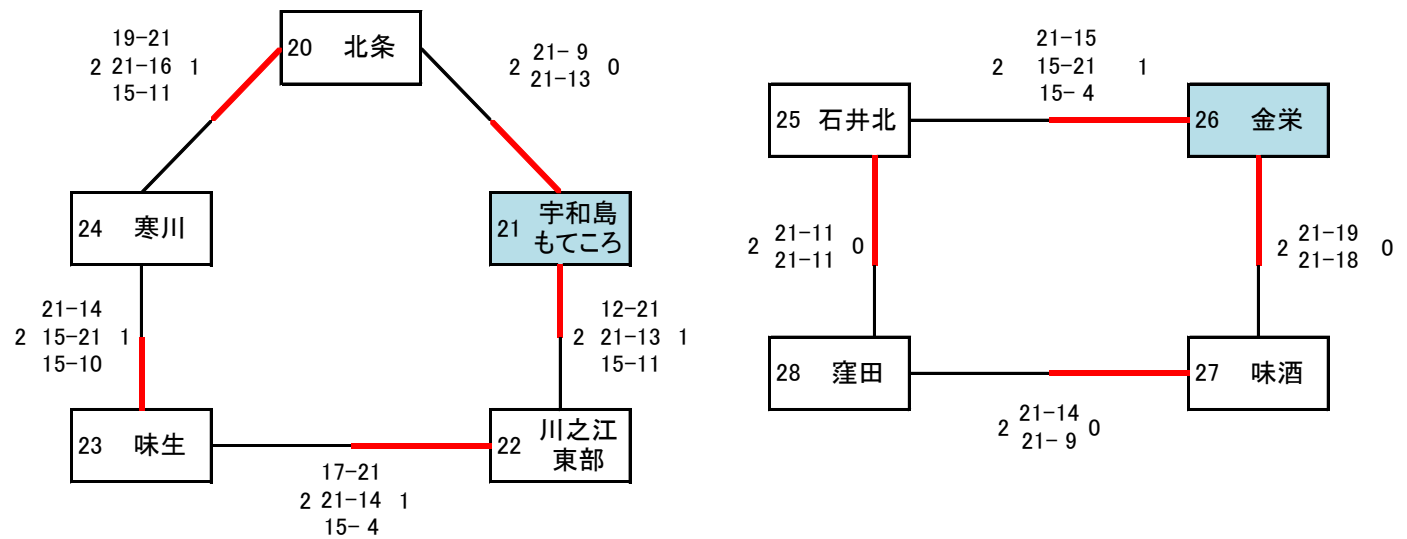 20 北条
19-21
2 21-16 1
15-11
2 21- 9 0
21-13
24 寒川
21 宇和島
もてころ
21-14
2 15-21 1
15-10
12-21
2 21-13 1
15-11
23 味生
22 川之江
東部
17-21
2 21-14 1
15- 4
25 石井北
21-15
2 15-21 1
15- 4
26 金栄
2 21-11 0
21-11
2 21-19 0
21-18
28 窪田
27 味酒
2 21-14 0
21- 9